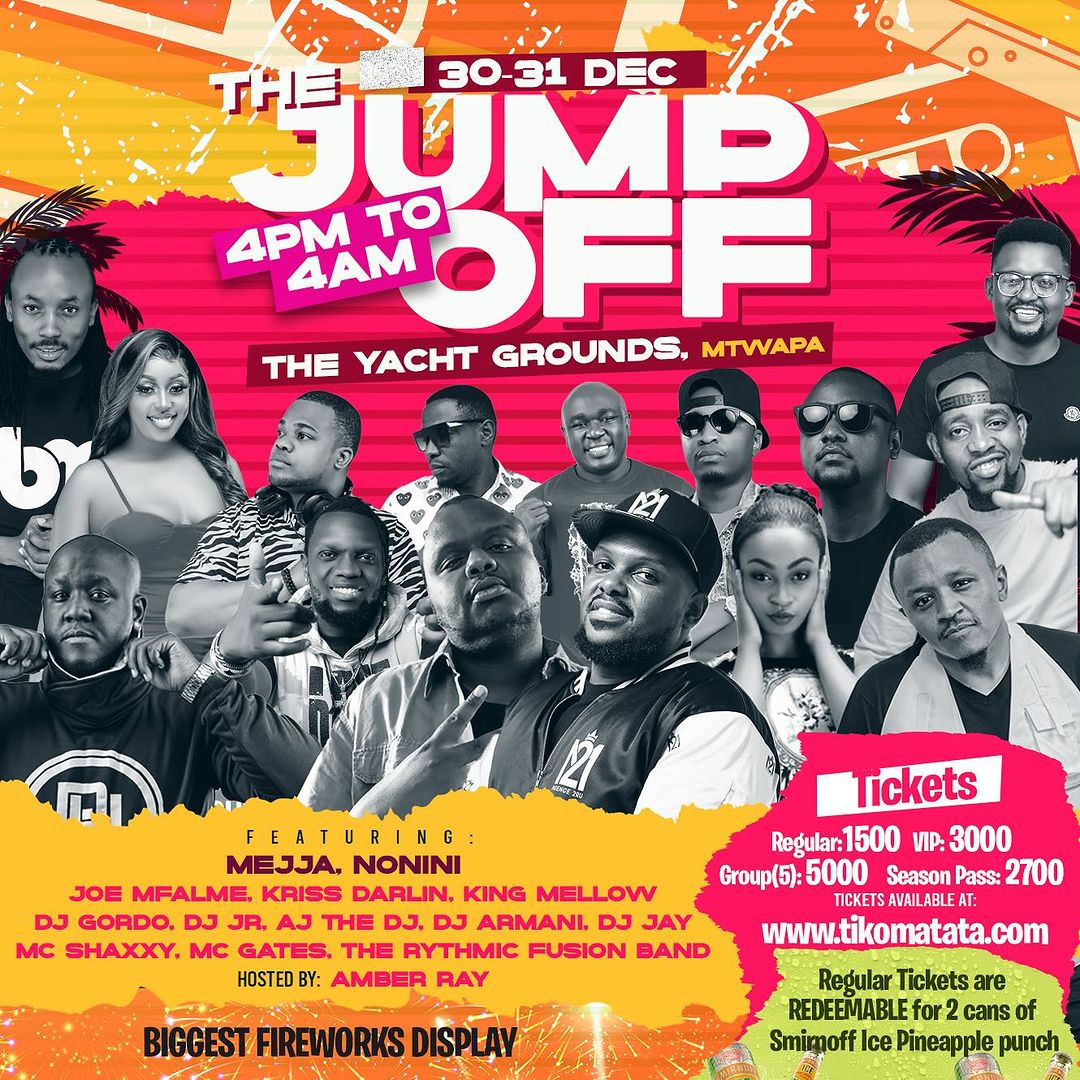 30-31 DEC
THE
JUMP
4PM TO
4AM
OFF
THE YACHT GROUNDS, MTWAPA
FEATURING:
MEJJA, NONINI
JOE MFALME, KRISS DARLIN, KING MELLOW
DJ GORDO, DJ JR, AJ THE DJ, DJ ARMANI, DJ JAY
MC SHAXXY, MC GATES, THE RYTHMIC FUSION BAND
HOSTED BY: AMBER RAY
BIGGEST FIREWORKS DISPLAY
Tickets
Regular:1500 VIP: 3000
Group(5): 5000 Season Pass: 2700
TICKETS AVAILABLE AT:
www.tikomatata.com
Regular Tickets are
REDEEMABLE for 2 cans of
Smirnoff Ice Pineapple punch